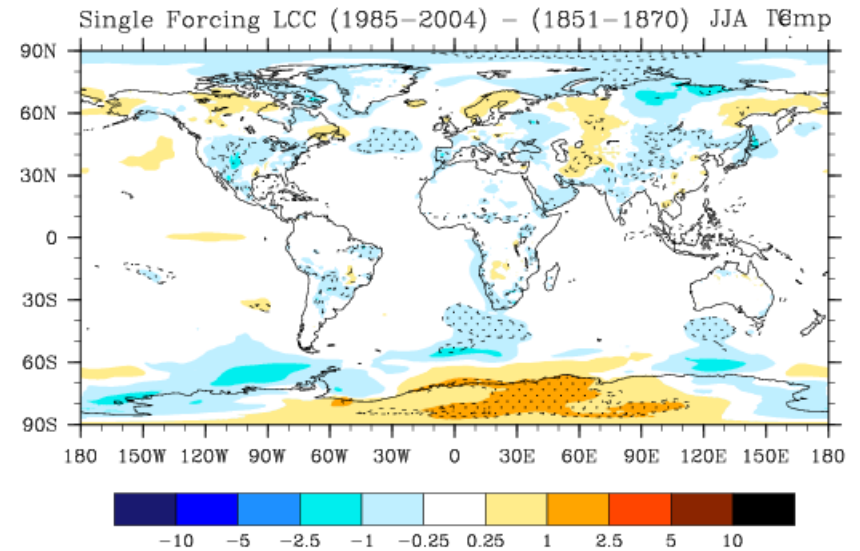 Single Forcing LCC (1985−2004) − (1851−1870) JJA
90N
60N
30N
0
30S
60S
90S
180 150W 120W 90W 60W 30W 0 30E 60E 90E 120E 150E 180
−10 −5 −2.5 −1 −0.25 0.25 1 2.5 5 10